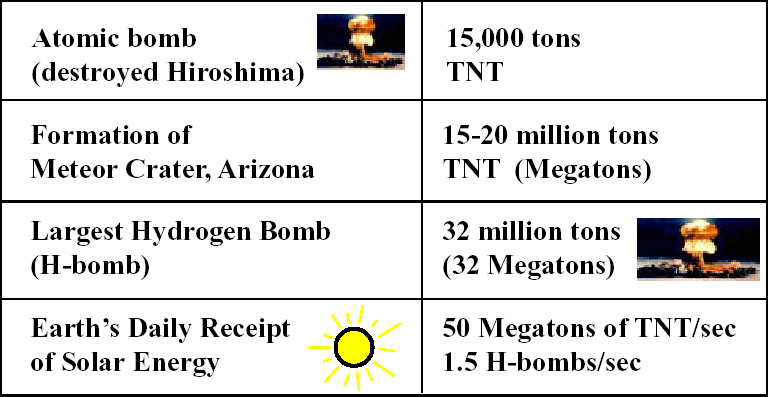 Atomic bomb
(destroyed Hiroshima)
15,000 tons
TNT
Formation of
Meteor Crater, Arizona
15-20 million tons
TNT (Megatons)
Largest Hydrogen Bomb
(H-bomb)
32 million tons
(32 Megatons)
Earth's Daily Receipt
of Solar Energy
50 Megatons of TNT/sec
1.5 H-bombs/sec